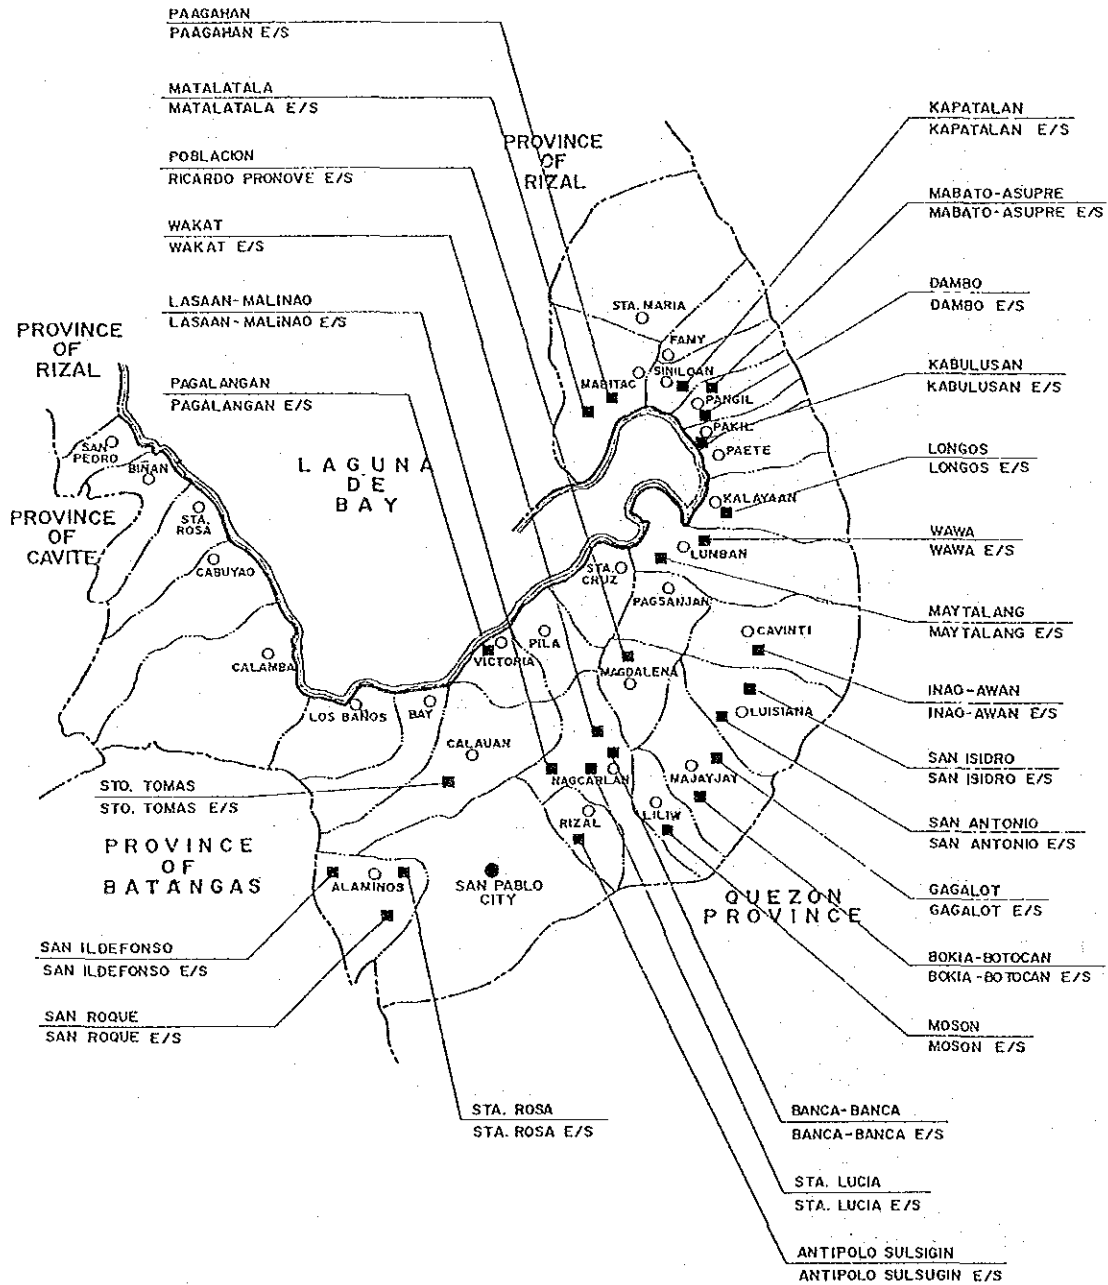 PAAGAHAN
PAAGAHAN E/S
MATALATALA
MATALATALA E/S
POBLACION
RICARDO PRONOVE E/S
WAKAT
WAKAT E/S
LASAAN-MALINAO
LASAAN-MALINAO E/S
PAGALANGAN
PAGALANGAN E/S
PROVINCE
OF
RIZAL
PROVINCE
OF
RIZAL
PROVINCE
OF
CAVITE
LAGUNA
DE
BAY
STA. MARIA
FAMY
SINILOAN
MABITAC
PANGIL
PAKIL
PAETE
KALAYAAN
LUMBAN
STA.
CRUZ
PAGSANJAN
CAVINTI
PILA
VICTORIA
MAGDALENA
LUISIANA
SAN
PEDRO
BIÑAN
STA.
ROSA
CABUYAO
CALAMBA
LOS BAÑOS
BAY
CALAUAN
NAGCARLAN
MAJAYJAY
LILIW
RIZAL
ALAMINOS
SAN PABLO
CITY
PROVINCE
OF
BATANGAS
QUEZON
PROVINCE
KAPATALAN
KAPATALAN E/S
MABATO-ASUPRE
MABATO-ASUPRE E/S
DAMBO
DAMBO E/S
KABULUSAN
KABULUSAN E/S
LONGOS
LONGOS E/S
WAWA
WAWA E/S
MAYTALANG
MAYTALANG E/S
INAO-AWAN
INAO-AWAN E/S
SAN ISIDRO
SAN ISIDRO E/S
SAN ANTONIO
SAN ANTONIO E/S
GAGALOT
GAGALOT E/S
BOKIA-BOTOCAN
BOKIA-BOTOCAN E/S
MOSON
MOSON E/S
STO. TOMAS
STO. TOMAS E/S
SAN ILDEFONSO
SAN ILDEFONSO E/S
SAN ROQUE
SAN ROQUE E/S
STA. ROSA
STA. ROSA E/S
BANCA-BANCA
BANCA-BANCA E/S
STA. LUCIA
STA. LUCIA E/S
ANTIPOLO SULSIGIN
ANTIPOLO SULSUGIN E/S